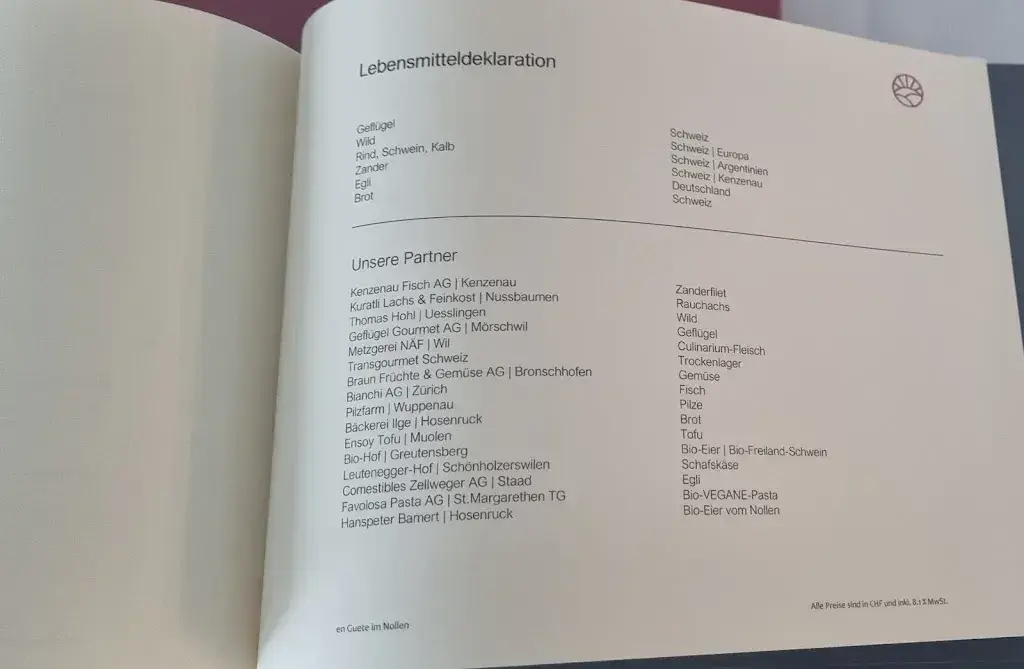 Lebensmitteldeklaration
Geflügel Schweiz
Wild Schweiz | Europa
Rind, Schwein, Kalb Schweiz | Argentinien
Zander Schweiz | Kenzenau
Egli Deutschland
Brot Schweiz
Unsere Partner
Kenzenau Fisch AG | Kenzenau Zanderfilet
Kuratli Lachs & Feinkost | Nussbaumen Rauchachs
Thomas Hohl | Uesslingen Wild
Geflügel Gourmet AG | Mörschwil Geflügel
Metzgerei NÄF | Wil Culinarium-Fleisch
Transgourmet Schweiz Trockenlager
Braun Früchte & Gemüse AG | Bronschhofen Gemüse
Bianchi AG | Zürich Fisch
Pilzfarm | Wuppenau Pilze
Bäckerei Ilge | Hosenruck Brot
Ensoy Tofu | Muolen Tofu
Bio-Hof | Greutensberg Bio-Eier | Bio-Freiland-Schwein
Leutenegger-Hof | Schönholzerswilen Schafskäse
Comestibles Zellweger AG | Staad Egli
Favolosa Pasta AG | St.Margarethen TG Bio-VEGANE-Pasta
Hanspeter Bamert | Hosenruck Bio-Eier vom Nollen
Alle Preise sind in CHF und inkl. 8.1 % MwSt.
en Guete im Nollen